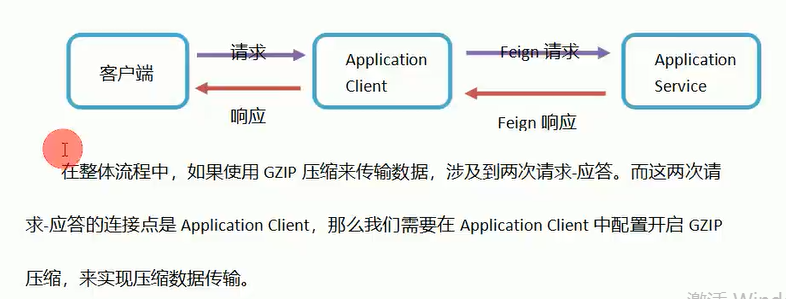 客户端
请求
响应
Application
Client
Feign 请求
Feign 响应
Application
Service
在整体流程中，如果使用 GZIP 压缩来传输数据，涉及到两次请求-应答。而这两次请
求-应答的连接点是 Application Client，那么我们需要在 Application Client 中配置开启 GZIP
压缩，来实现压缩数据传输。